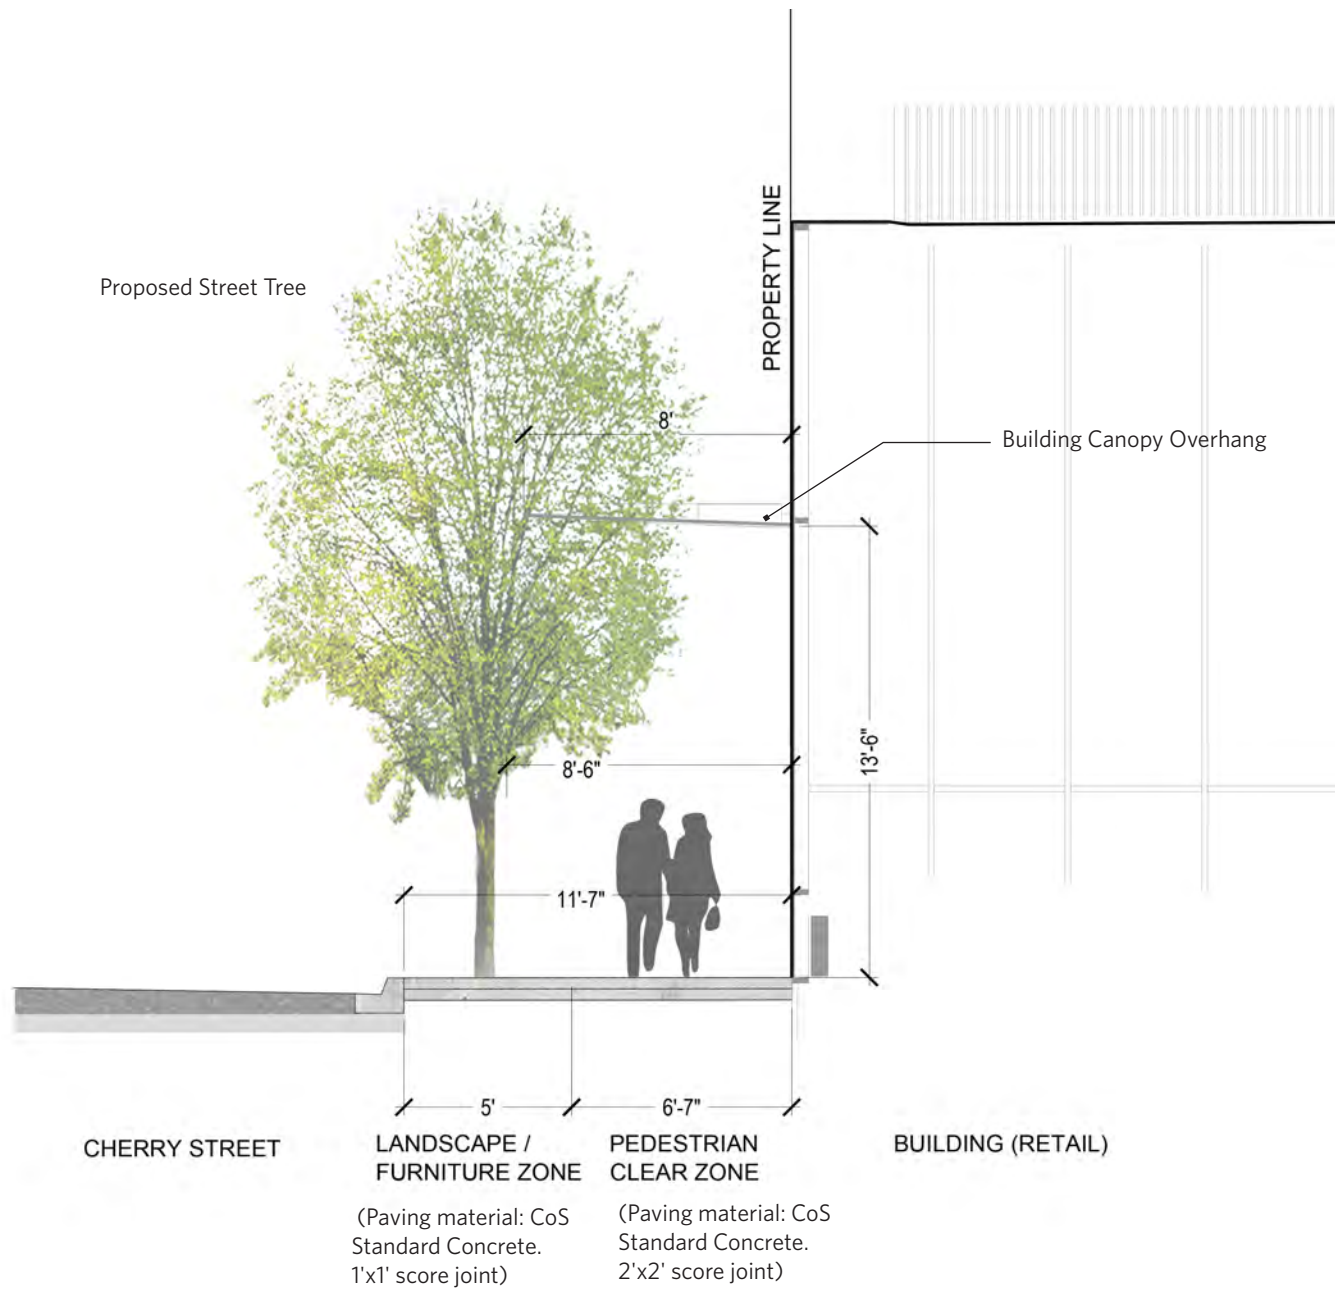 PROPERTY LINE
Proposed Street Tree
8'
Building Canopy Overhang
13'-6"
8'-6"
11'-7"
5'
6'-7"
CHERRY STREET
LANDSCAPE /
FURNITURE ZONE
(Paving material: CoS
Standard Concrete.
1'x1' score joint)
PEDESTRIAN
CLEAR ZONE
(Paving material: CoS
Standard Concrete.
2'x2' score joint)
BUILDING (RETAIL)